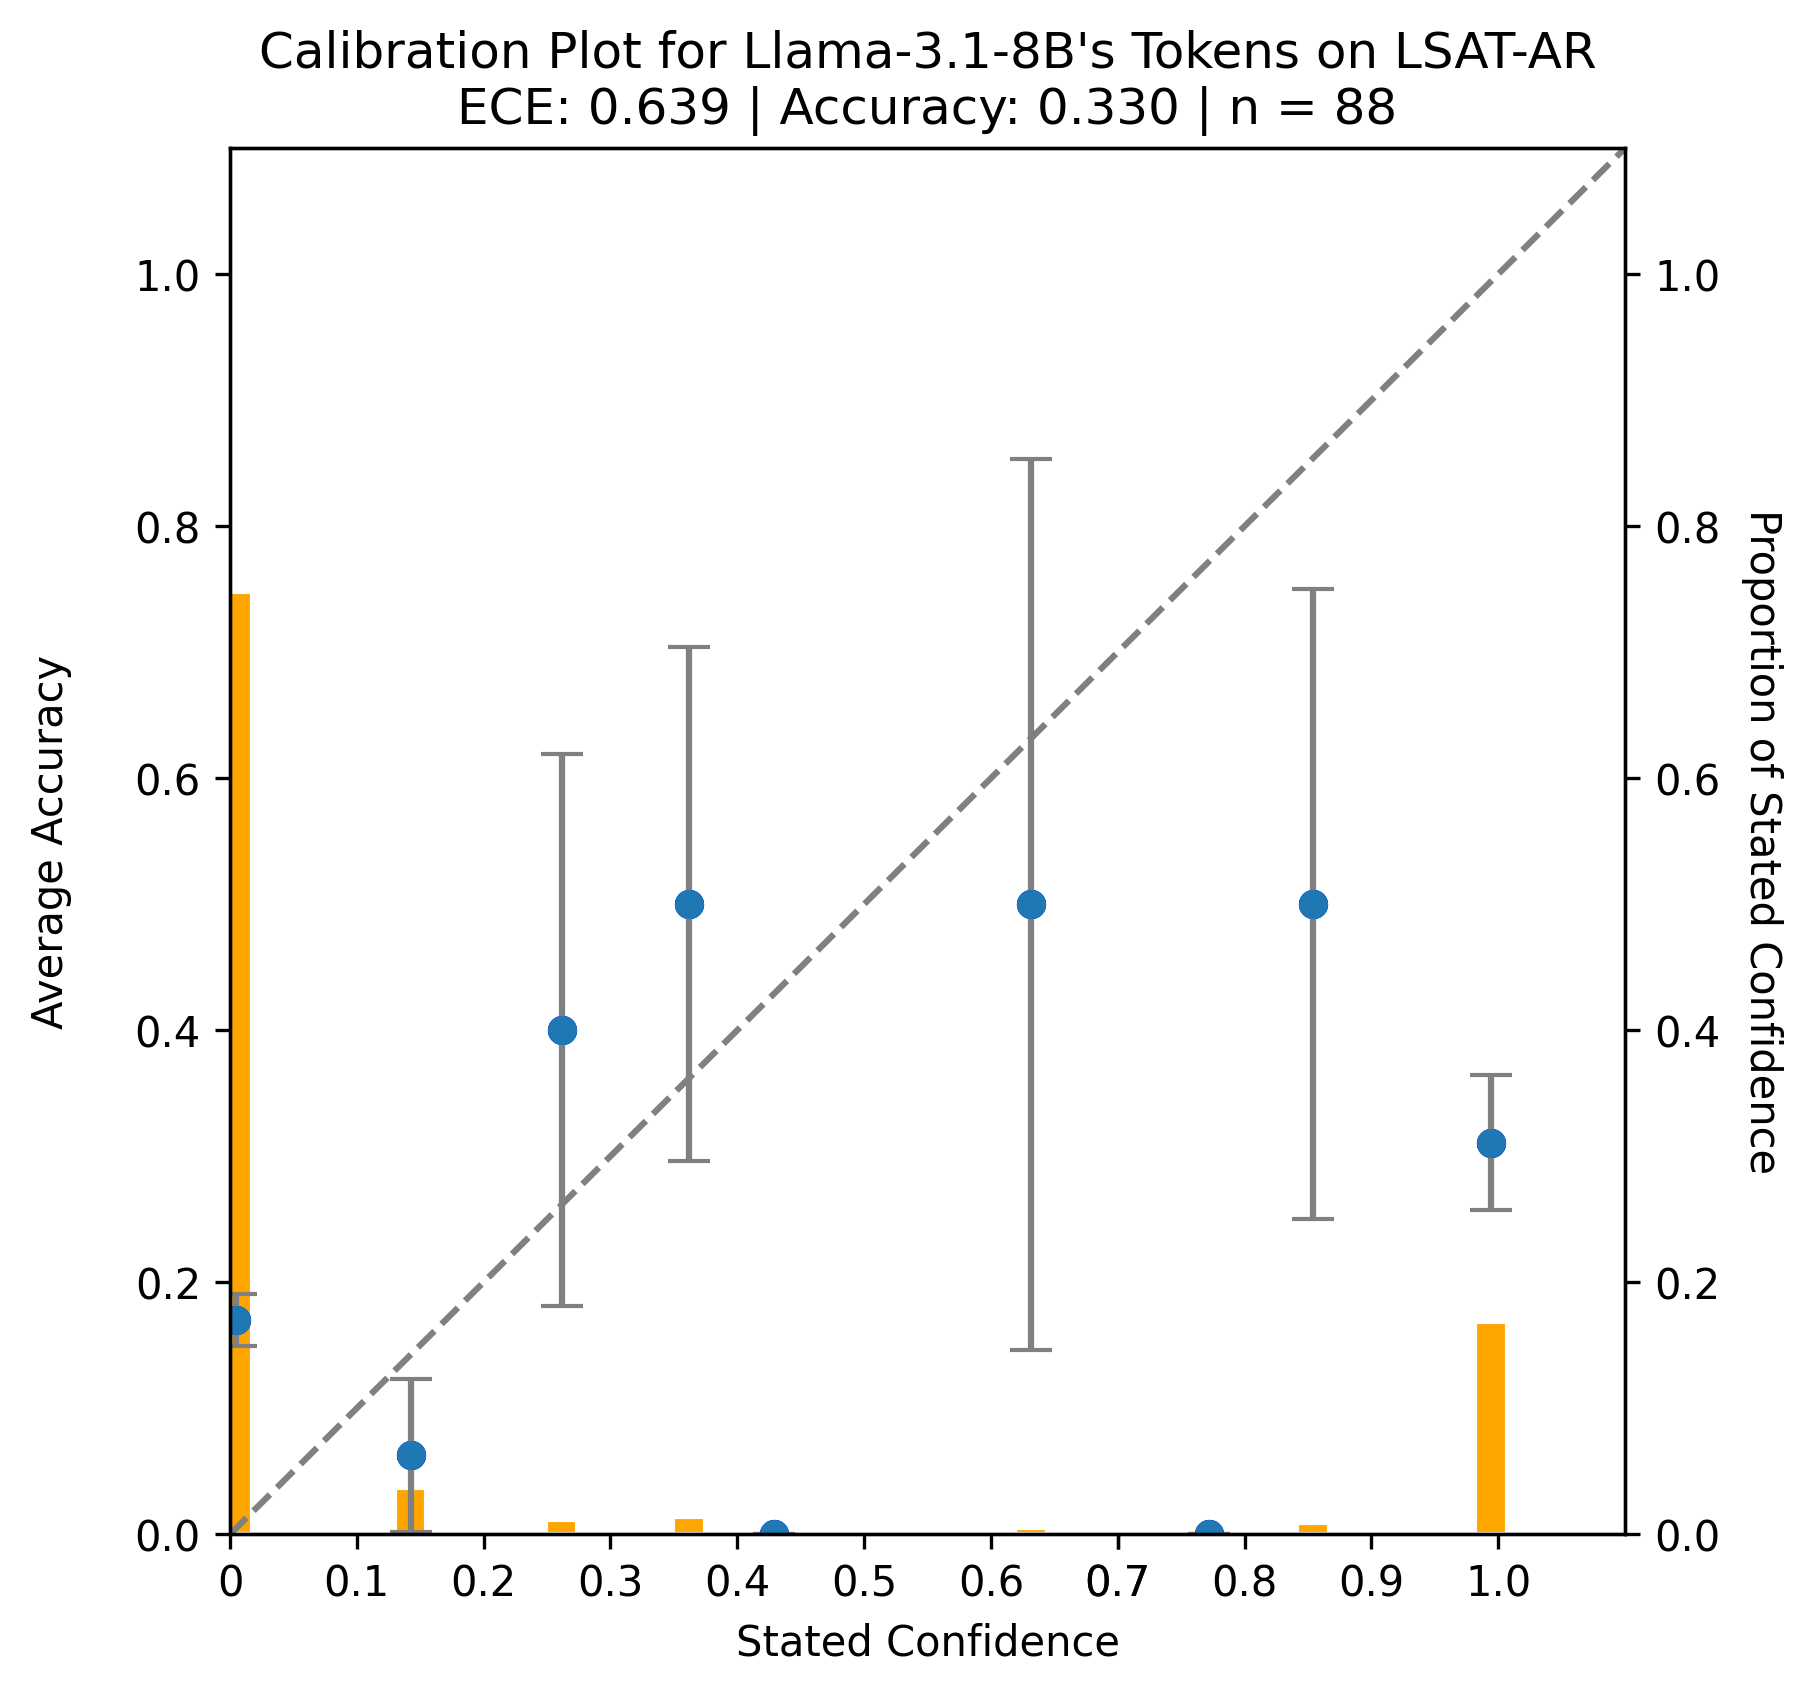 Calibration Plot for Llama-3.1-8B's Tokens on LSAT-AR
ECE: 0.639 | Accuracy: 0.330 | n = 88
Average Accuracy
1.0
0.8
0.6
0.4
0.2
0.0
1.0
0.8
0.6
0.4
0.2
0.0
Proportion of Stated Confidence
0 0.1 0.2 0.3 0.4 0.5 0.6 0.7 0.8 0.9 1.0
Stated Confidence